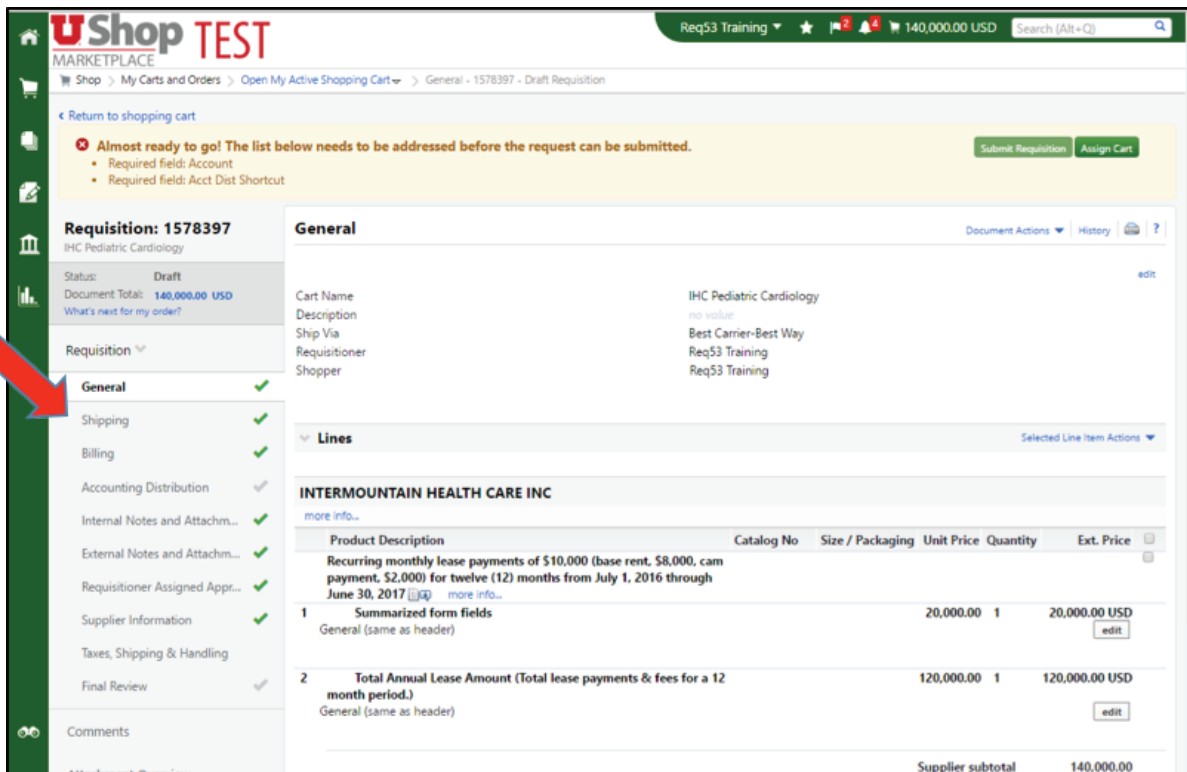 UShop TEST
MARKETPLACE
Req53 Training 2 4 140,000.00 USD Search (Alt+Q)
Shop > My Carts and Orders > Open My Active Shopping Cart > General - 1578397 - Draft Requisition
Return to shopping cart
Almost ready to go! The list below needs to be addressed before the request can be submitted.
Submit Requisition Assign Cart
Required field: Account
Required field: Acct Dist Shortcut
Requisition: 1578397
IHC Pediatric Cardiology
Status: Draft
Document Total: 140,000.00 USD
What's next for my order?
Requisition
General
Shipping
Billing
Accounting Distribution
Internal Notes and Attachm...
External Notes and Attachm...
Requisitioner Assigned Appr...
Supplier Information
Taxes, Shipping & Handling
Final Review
Comments
General
Document Actions History ?
edit
Cart Name IHC Pediatric Cardiology
Description no value
Ship Via Best Carrier-Best Way
Requisitioner Req53 Training
Shopper Req53 Training
Lines Selected Line Item Actions
INTERMOUNTAIN HEALTH CARE INC
more info...
Product Description Catalog No Size / Packaging Unit Price Quantity Ext. Price
Recurring monthly lease payments of $10,000 (base rent, $8,000, cam
payment, $2,000) for twelve (12) months from July 1, 2016 through
June 30, 2017 more info...
1 Summarized form fields 20,000.00 1 20,000.00 USD
General (same as header) edit
2 Total Annual Lease Amount (Total lease payments & fees for a 12 120,000.00 1 120,000.00 USD
month period.)
General (same as header) edit
Supplier subtotal 140,000.00